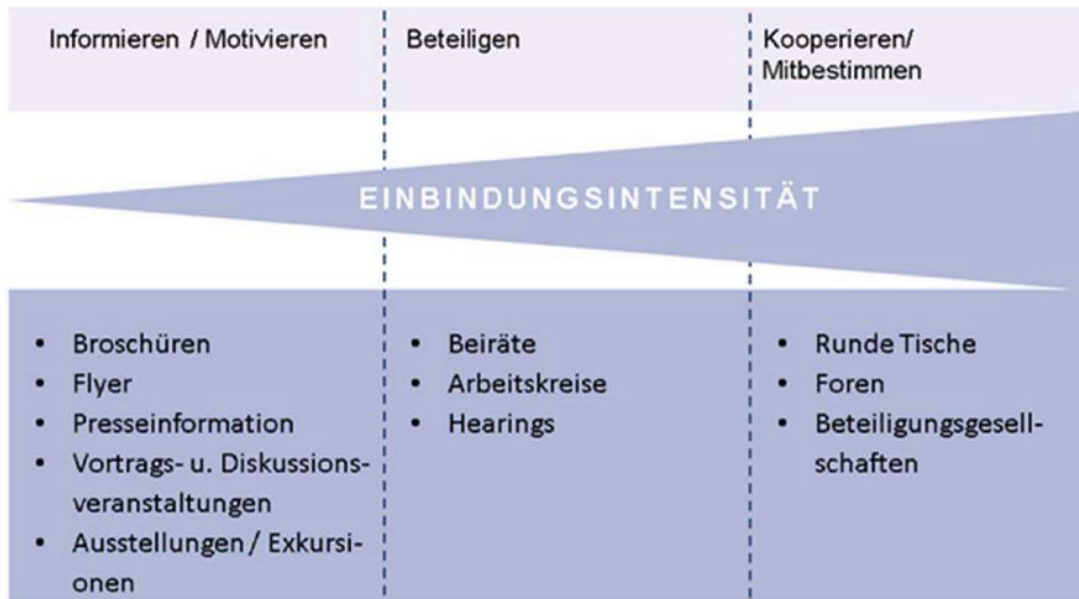 Informieren / Motivieren
Beteiligen
Kooperieren/
Mitbestimmen
EINBINDUNGSINTENSITÄT
• Broschüren
• Flyer
• Presseinformation
• Vortrags- u. Diskussions-
veranstaltungen
• Ausstellungen / Exkursi-
onen
• Beiräte
• Arbeitskreise
• Hearings
• Runde Tische
• Foren
• Beteiligungsgesell-
schaften